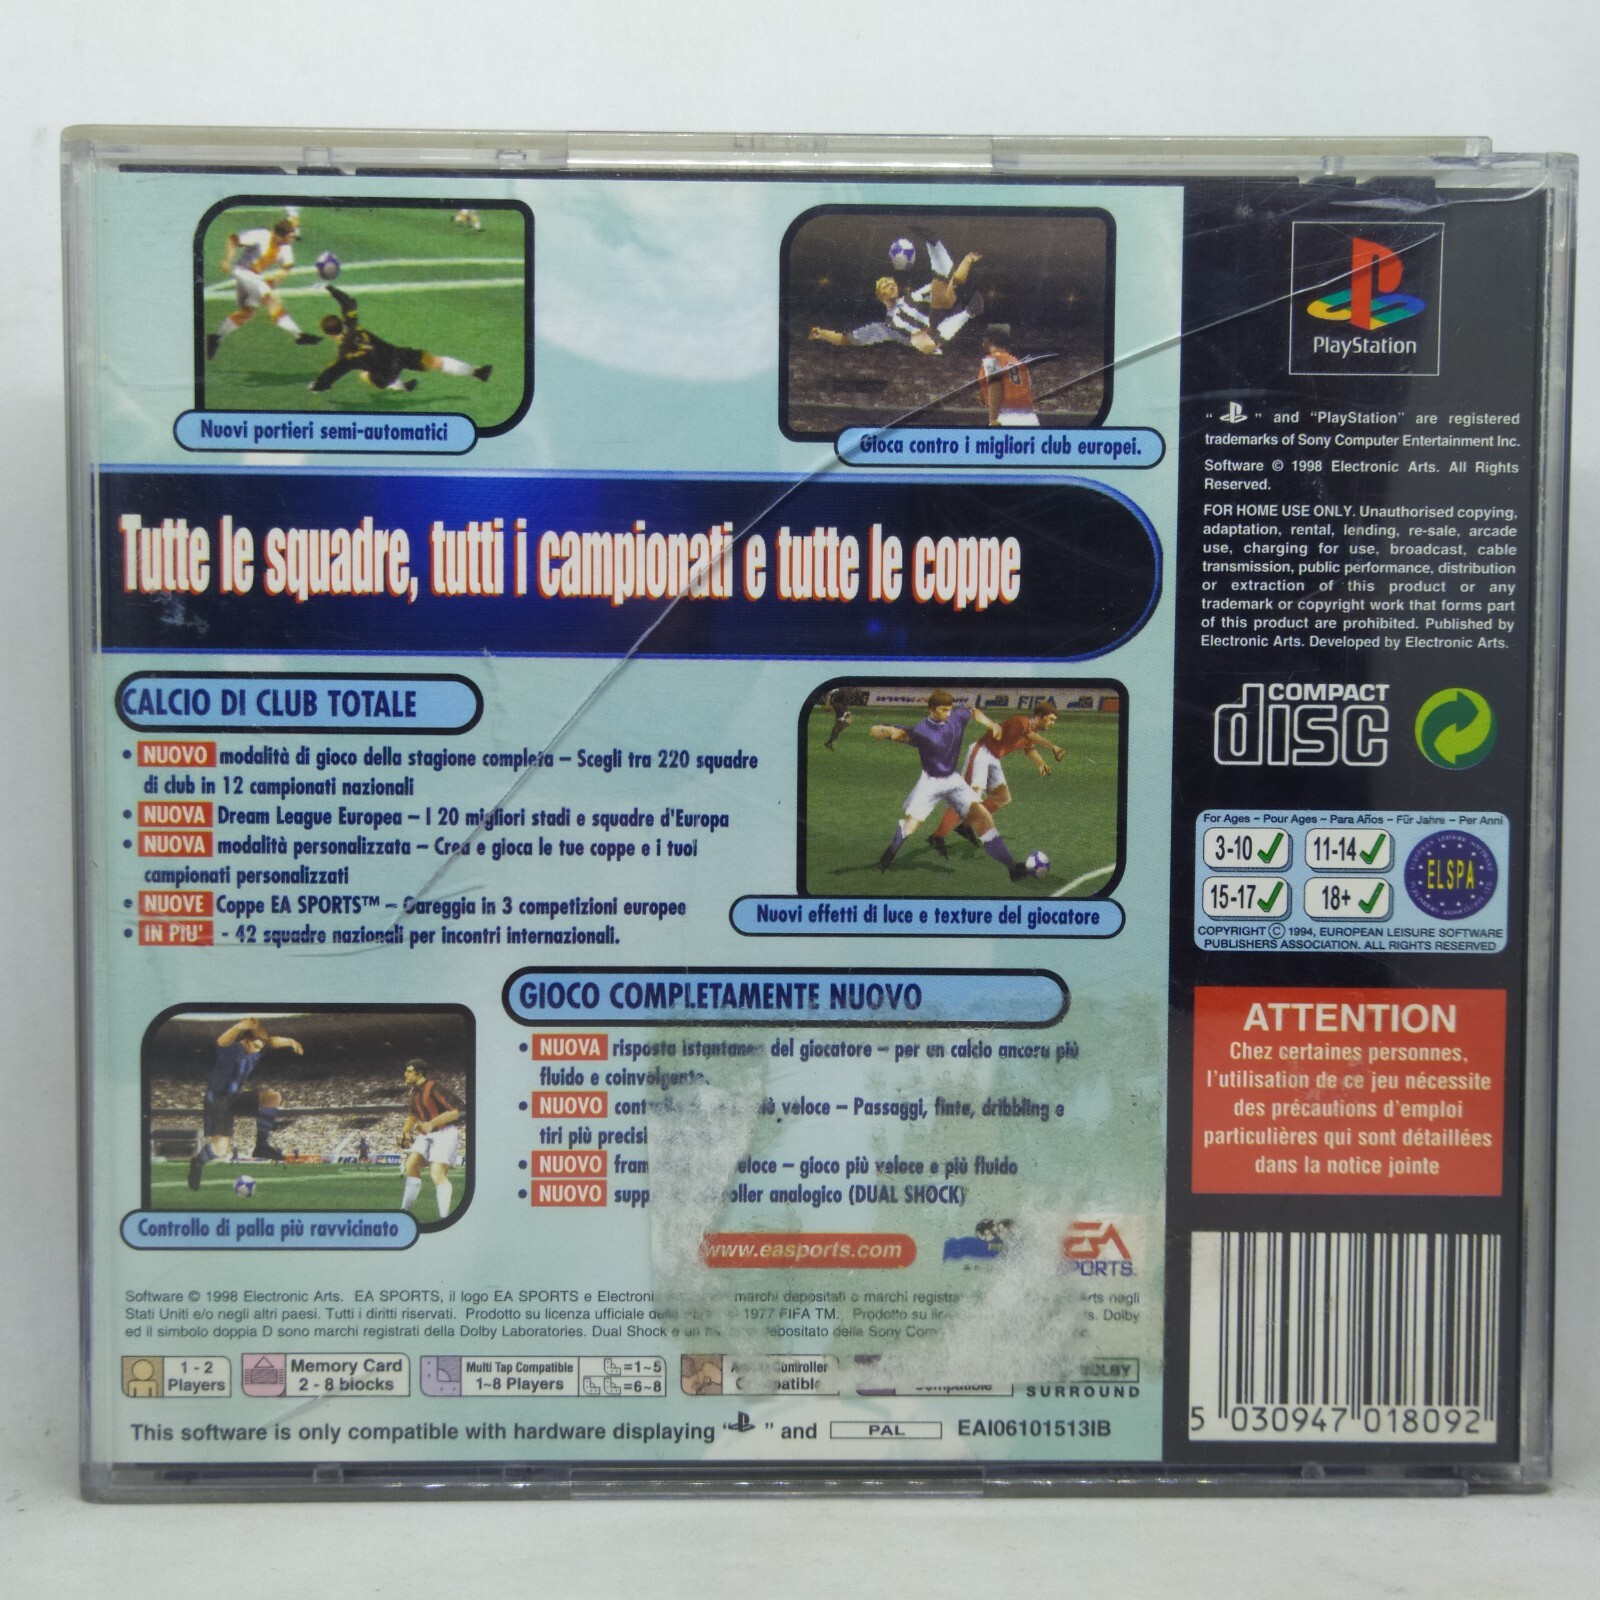 Nuovi portieri semi-automatici
Gioca contro i migliori club europei.
Tutte le squadre, tutti i campionati e tutte le coppe
CALCIO DI CLUB TOTALE
• NUOVO modalità di gioco della stagione completa – Scegli tra 220 squadre
di club in 12 campionati nazionali
• NUOVA Dream League Europea – I 20 migliori stadi e squadre d'Europa
• NUOVA modalità personalizzata – Crea e gioca le tue coppe e i tuoi
campionati personalizzati
• NUOVE Coppe EA SPORTS™ – Gareggia in 3 competizioni europee
• IN PIU' - 42 squadre nazionali per incontri internazionali.
FIFA
Nuovi effetti di luce e texture del giocatore
GIOCO COMPLETAMENTE NUOVO
• NUOVA risposta istantanea del giocatore – per un calcio ancora più
fluido e coinvolgente.
• NUOVO più veloce – Passaggi, finte, dribbling e
tiri più precisi
• NUOVO veloce – gioco più veloce e più fluido
• NUOVO analogico (DUAL SHOCK)
Controllo di palla più ravvicinato
www.easports.com
EA
SPORTS
Software © 1998 Electronic Arts. EA SPORTS, il logo EA SPORTS e marchi depositati o marchi negli
Stati Uniti e/o negli altri paesi. Tutti i diritti riservati. Prodotto su licenza ufficiale 1977 FIFA TM. Prodotto su Dolby
ed il simbolo doppia D sono marchi registrati della Dolby Laboratories. Dual Shock e un depositato della Sony
1 - 2
Players
Memory Card
2 - 8 blocks
Multi Tap Compatible
1~8 Players
=1~5
=6~8
Controller
Compatible
Compatible
DOLBY
SURROUND
This software is only compatible with hardware displaying " " and PAL EAI06101513IB
PlayStation
" " and "PlayStation" are registered
trademarks of Sony Computer Entertainment Inc.
Software © 1998 Electronic Arts. All Rights
Reserved.
FOR HOME USE ONLY. Unauthorised copying,
adaptation, rental, lending, re-sale, arcade
use, charging for use, broadcast, cable
transmission, public performance, distribution
or extraction of this product or any
trademark or copyright work that forms part
of this product are prohibited. Published by
Electronic Arts. Developed by Electronic Arts.
COMPACT
disc
For Ages ~ Pour Ages ~ Para Años ~ Für Jahre ~ Per Anni
3-10 11-14
15-17 18+
ELSPA
COPYRIGHT © 1994, EUROPEAN LEISURE SOFTWARE
PUBLISHERS ASSOCIATION. ALL RIGHTS RESERVED
ATTENTION
Chez certaines personnes,
l'utilisation de ce jeu nécessite
des précautions d'emploi
particulières qui sont détaillées
dans la notice jointe
5 030947 018092